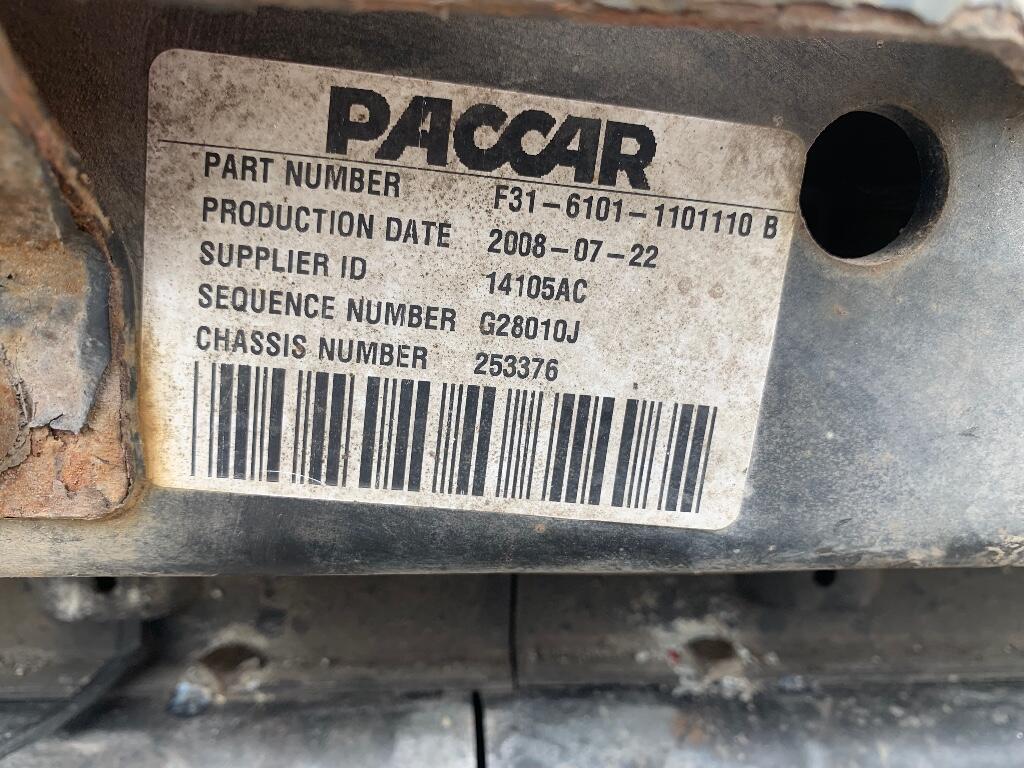 PACCAR
PART NUMBER F31-6101-1101110 B
PRODUCTION DATE 2008-07-22
SUPPLIER ID 14105AC
SEQUENCE NUMBER G28010J
CHASSIS NUMBER 253376